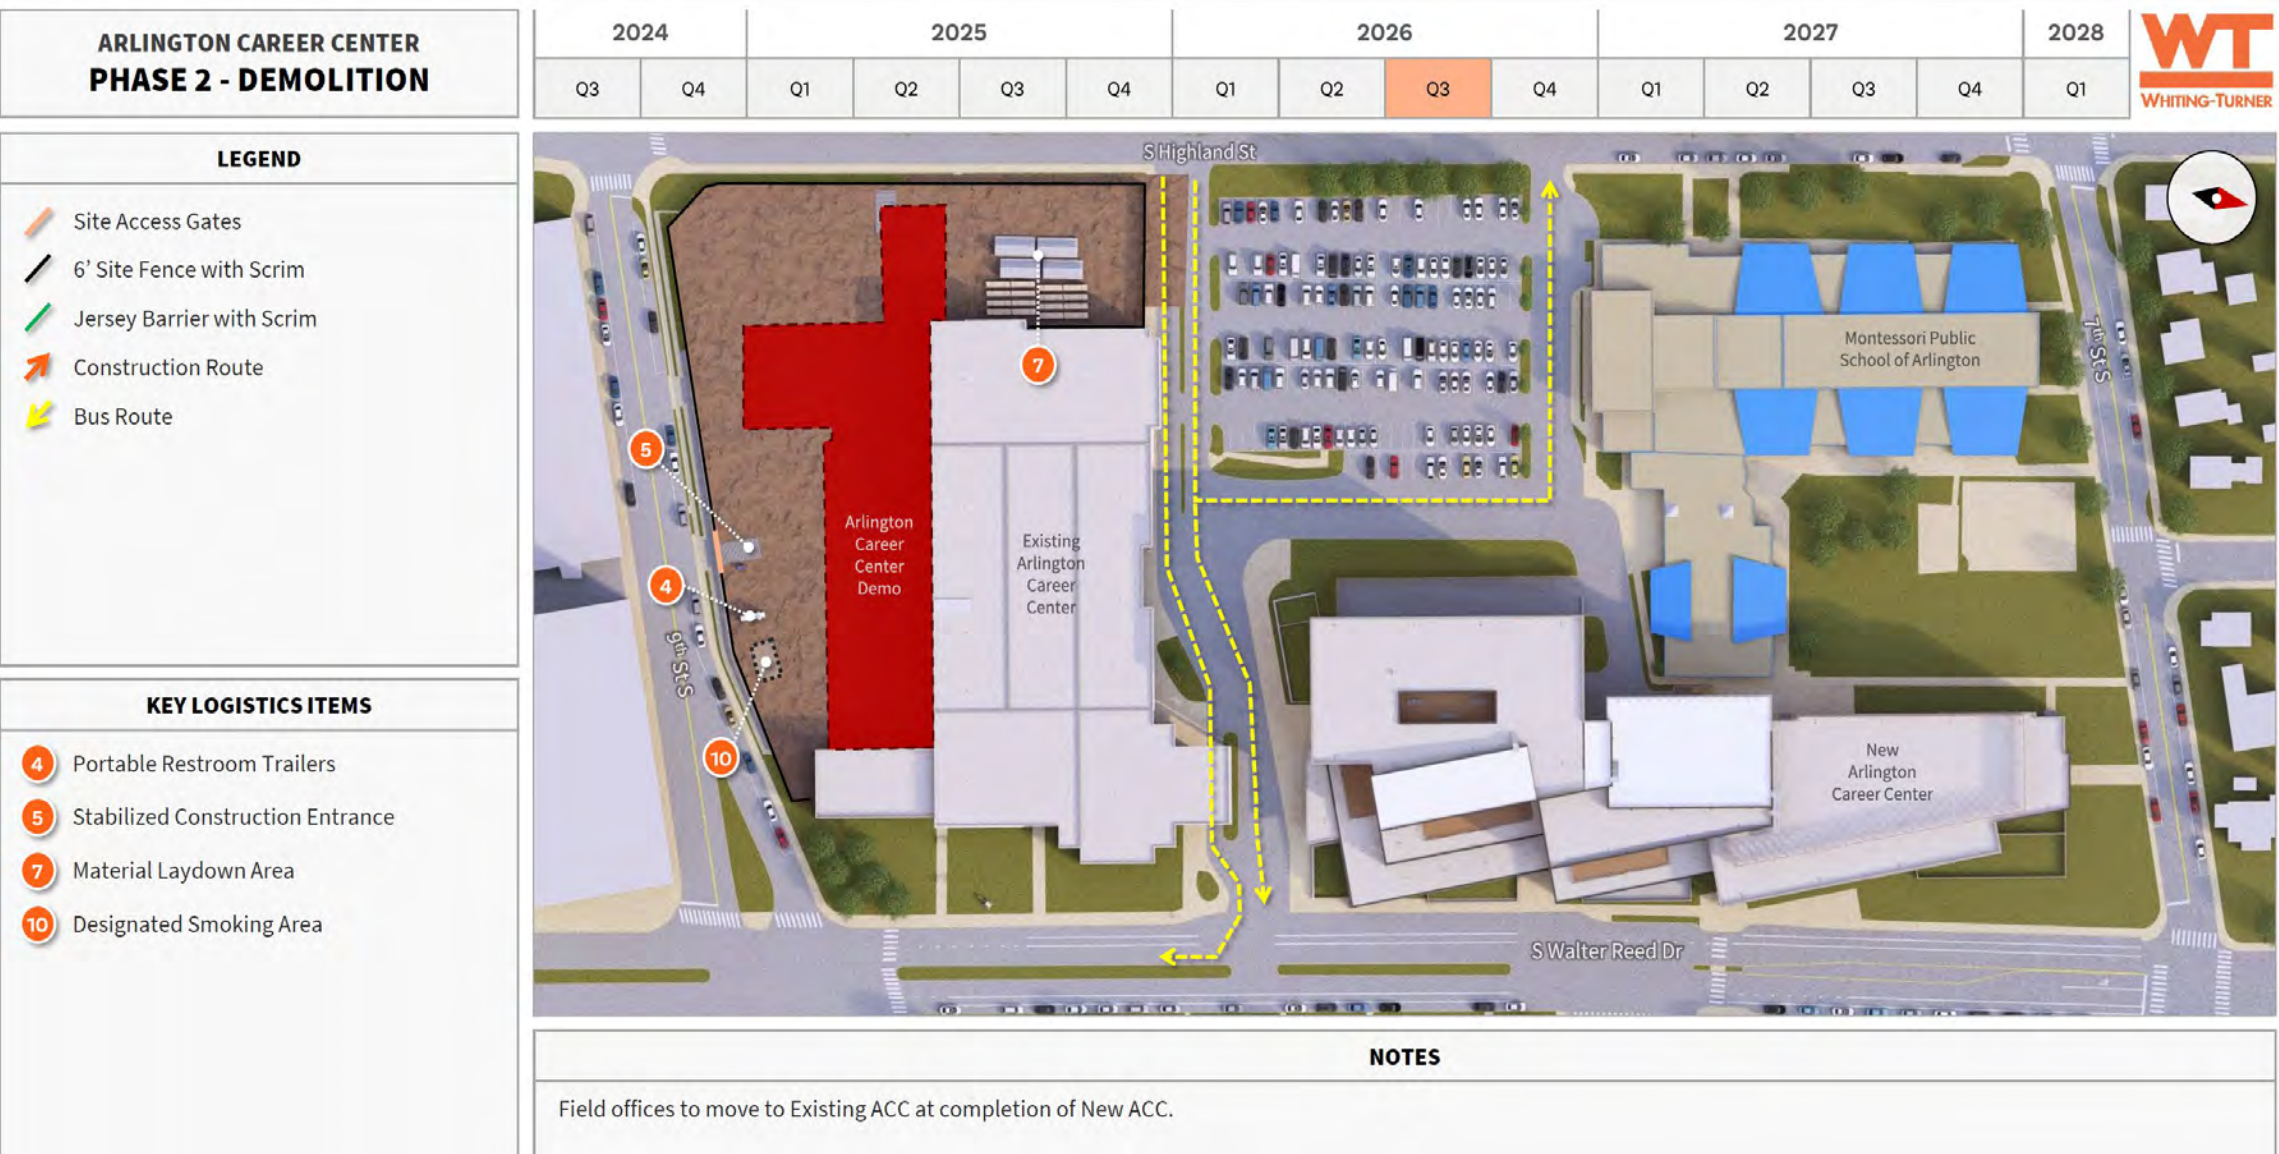 ARLINGTON CAREER CENTER
PHASE 2 - DEMOLITION
2024
2025
2026
2027
2028
Q3
Q4
Q1
Q2
Q3
Q4
Q1
Q2
Q3
Q4
Q1
Q2
Q3
Q4
Q1
WT
WHITING-TURNER
LEGEND
Site Access Gates
6' Site Fence with Scrim
Jersey Barrier with Scrim
Construction Route
Bus Route
KEY LOGISTICS ITEMS
4 Portable Restroom Trailers
5 Stabilized Construction Entrance
7 Material Laydown Area
10 Designated Smoking Area
S Highland St
7
5
4
10
9th St S
Arlington
Career
Center
Demo
Existing
Arlington
Career
Center
Montessori Public
School of Arlington
7th St S
New
Arlington
Career Center
S Walter Reed Dr
NOTES
Field offices to move to Existing ACC at completion of New ACC.